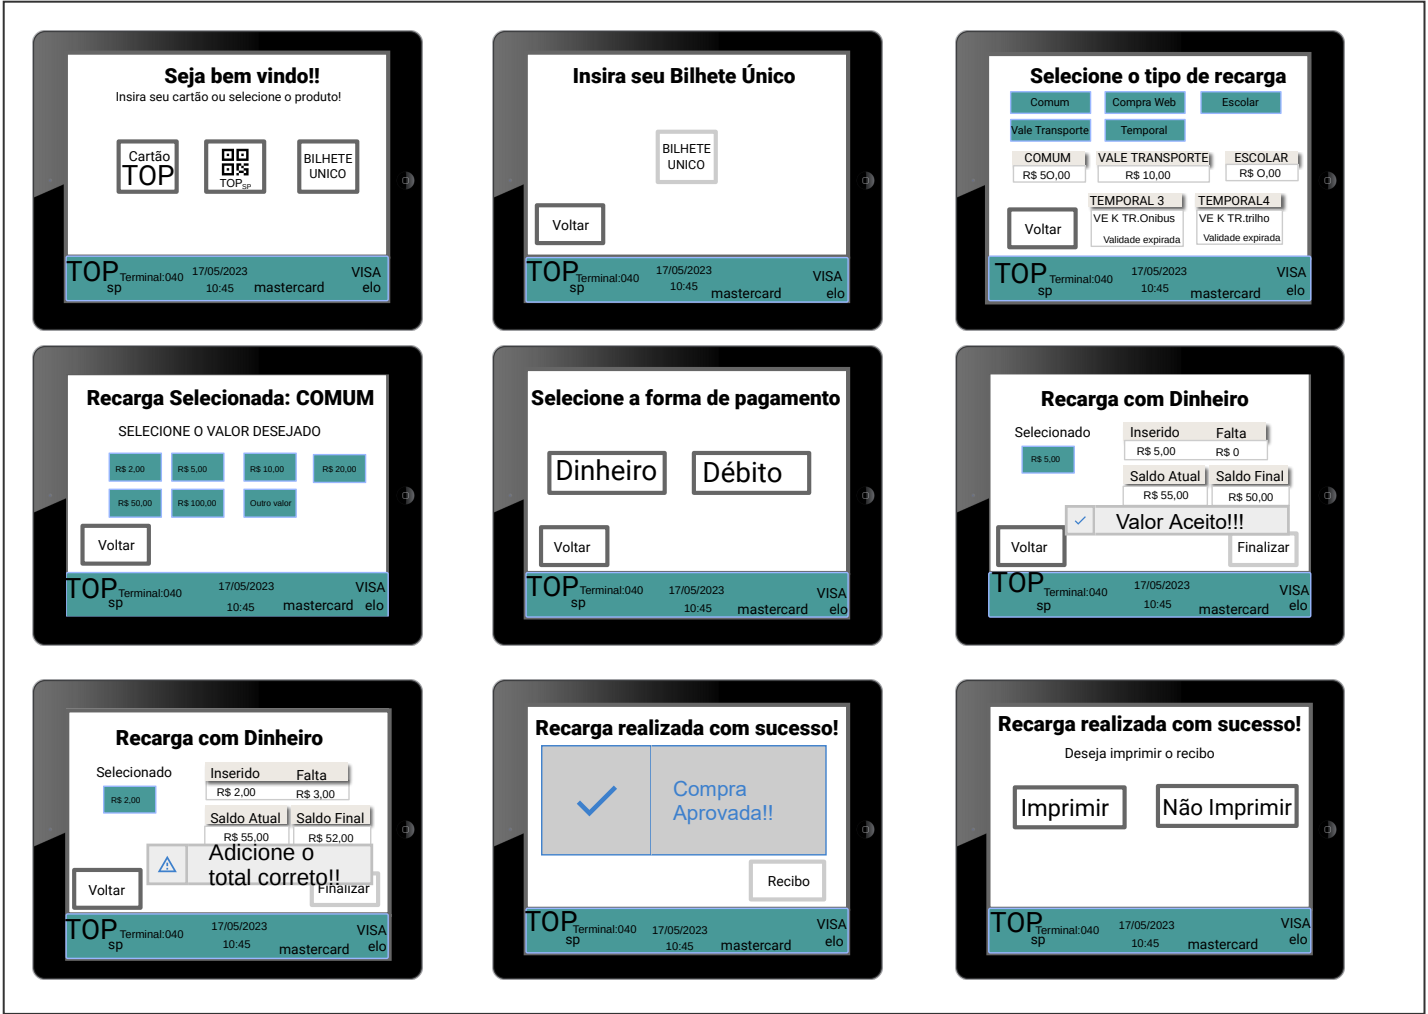 Seja bem vindo!!
Insira seu cartão ou selecione o produto!
Cartão
TOP
TOPSP
BILHETE
UNICO
TOP
sp
Terminal:040
17/05/2023
10:45
mastercard
VISA
elo
Insira seu Bilhete Único
BILHETE
UNICO
Voltar
TOP
sp
Terminal:040
17/05/2023
10:45
mastercard
VISA
elo
Selecione o tipo de recarga
Comum
Compra Web
Escolar
Vale Transporte
Temporal
COMUM
R$ 5O,00
VALE TRANSPORTE
R$ 10,00
ESCOLAR
R$ O,00
TEMPORAL 3
VE K TR.Onibus
Validade expirada
TEMPORAL4
VE K TR.trilho
Validade expirada
Voltar
TOP
sp
Terminal:040
17/05/2023
10:45
mastercard
VISA
elo
Recarga Selecionada: COMUM
SELECIONE O VALOR DESEJADO
R$ 2,00
R$ 5,00
R$ 10,00
R$ 20,00
R$ 50,00
R$ 100,00
Outro valor
Voltar
TOP
sp
Terminal:040
17/05/2023
10:45
mastercard
VISA
elo
Selecione a forma de pagamento
Dinheiro
Débito
Voltar
TOP
sp
Terminal:040
17/05/2023
10:45
mastercard
VISA
elo
Recarga com Dinheiro
Selecionado
R$ 5,00
Inserido Falta
R$ 5,00 R$ 0
Saldo Atual
R$ 55,00
Saldo Final
R$ 50,00
Valor Aceito!!!
Voltar
Finalizar
TOP
sp
Terminal:040
17/05/2023
10:45
mastercard
VISA
elo
Recarga com Dinheiro
Selecionado
R$ 2,00
Inserido Falta
R$ 2,00 R$ 3,00
Saldo Atual
R$ 55,00
Saldo Final
R$ 52,00
Adicione o
total correto!!
Voltar
Finalizar
TOP
sp
Terminal:040
17/05/2023
10:45
mastercard
VISA
elo
Recarga realizada com sucesso!
Compra
Aprovada!!
Recibo
TOP
sp
Terminal:040
17/05/2023
10:45
mastercard
VISA
elo
Recarga realizada com sucesso!
Deseja imprimir o recibo
Imprimir
Não Imprimir
TOP
sp
Terminal:040
17/05/2023
10:45
mastercard
VISA
elo